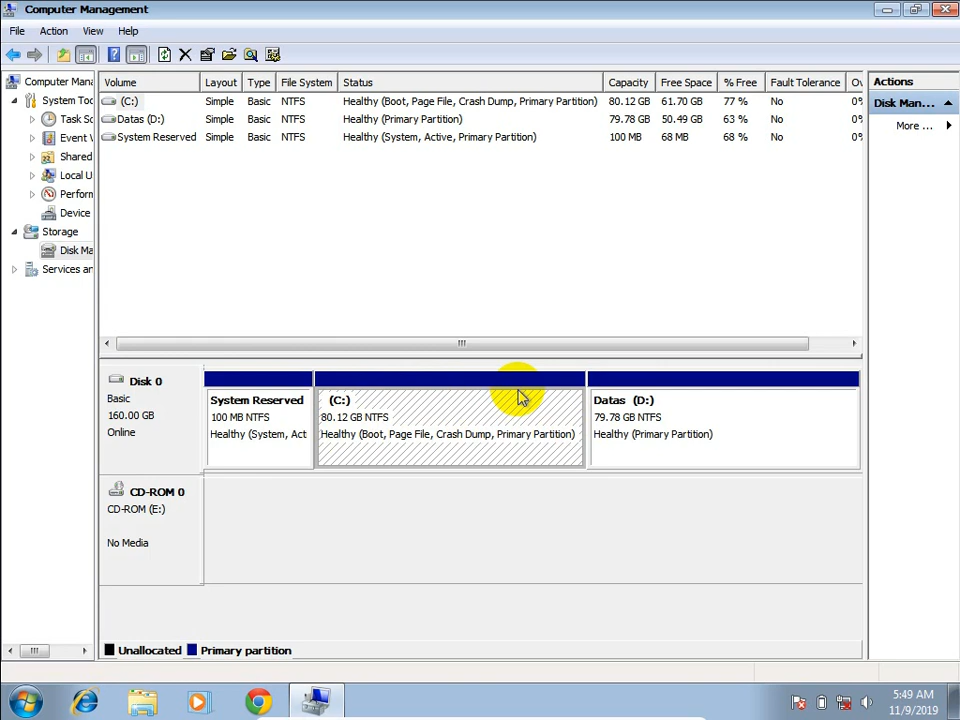 Computer Management
File Action View Help
Computer Mana
System Too
Task Sc
Event V
Shared
Local U
Perform
Device
Storage
Disk Ma
Services an
Volume Layout Type File System Status Capacity Free Space % Free Fault Tolerance Ov
(C:) Simple Basic NTFS Healthy (Boot, Page File, Crash Dump, Primary Partition) 80.12 GB 61.70 GB 77 % No 0%
Datas (D:) Simple Basic NTFS Healthy (Primary Partition) 79.78 GB 50.49 GB 63 % No 0%
System Reserved Simple Basic NTFS Healthy (System, Active, Primary Partition) 100 MB 68 MB 68 % No 0%
Actions
Disk Man...
More ...
Disk 0
Basic
160.00 GB
Online
System Reserved
100 MB NTFS
Healthy (System, Act
(C:)
80.12 GB NTFS
Healthy (Boot, Page File, Crash Dump, Primary Partition)
Datas (D:)
79.78 GB NTFS
Healthy (Primary Partition)
CD-ROM 0
CD-ROM (E:)
No Media
Unallocated Primary partition
5:49 AM
11/9/2019